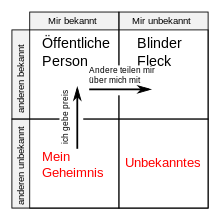 Mir bekannt
Mir unbekannt
anderen bekannt
Öffentliche
Person
Blinder
Fleck
Andere teilen mir
über mich mit
ich gebe preis
anderen unbekannt
Mein
Geheimnis
Unbekanntes